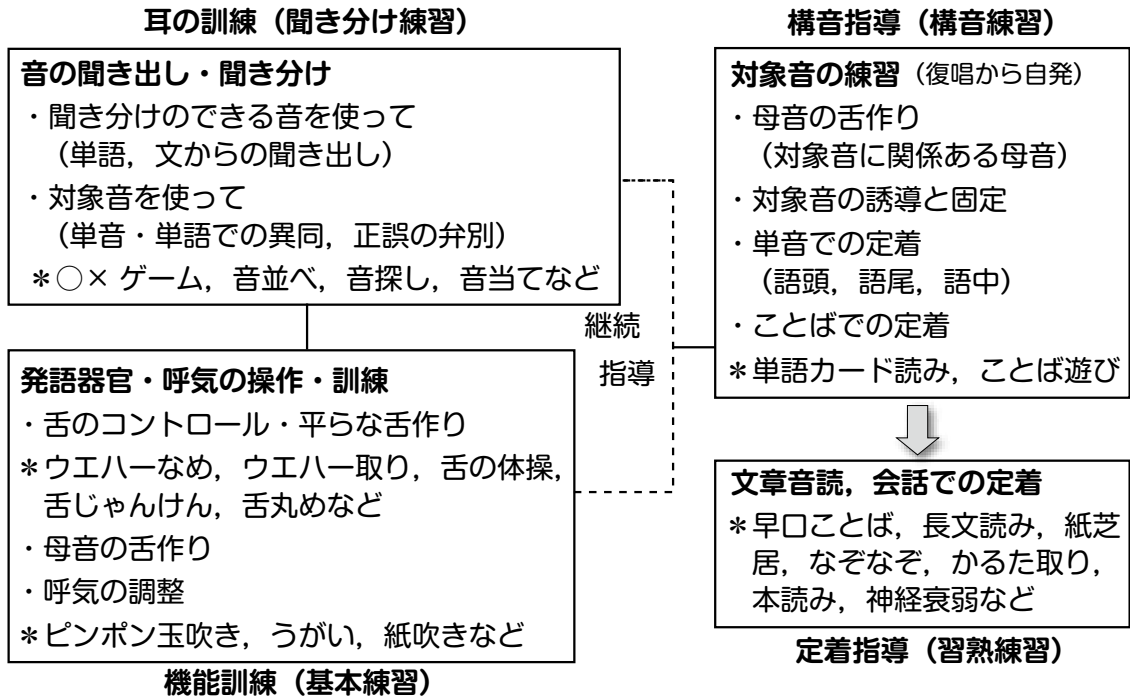 耳の訓練（聞き分け練習）
音の聞き出し・聞き分け
・聞き分けのできる音を使って
（単語，文からの聞き出し）
・対象音を使って
（単音・単語での異同，正誤の弁別）
＊○× ゲーム，音並べ，音探し，音当てなど
発語器官・呼気の操作・訓練
・舌のコントロール・平らな舌作り
＊ウエハーなめ，ウエハー取り，舌の体操，
舌じゃんけん，舌丸めなど
・母音の舌作り
・呼気の調整
＊ピンポン玉吹き，うがい，紙吹きなど
機能訓練（基本練習）
継続
指導
構音指導（構音練習）
対象音の練習（復唱から自発）
・母音の舌作り
（対象音に関係ある母音）
・対象音の誘導と固定
・単音での定着
（語頭，語尾，語中）
・ことばでの定着
＊単語カード読み，ことば遊び
文章音読，会話での定着
＊早口ことば，長文読み，紙芝
居，なぞなぞ，かるた取り，
本読み，神経衰弱など
定着指導（習熟練習）